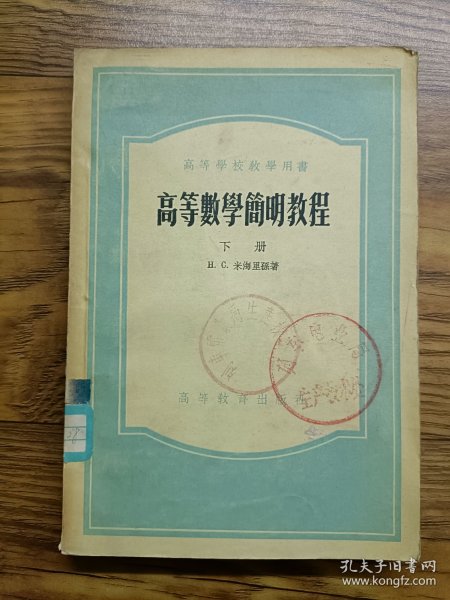 高等學校教學用書
高等數學簡明教程
下册
Н. С. 米海里孫著
高等教育出版社
28
孔夫子旧书网
www.kongfz.com